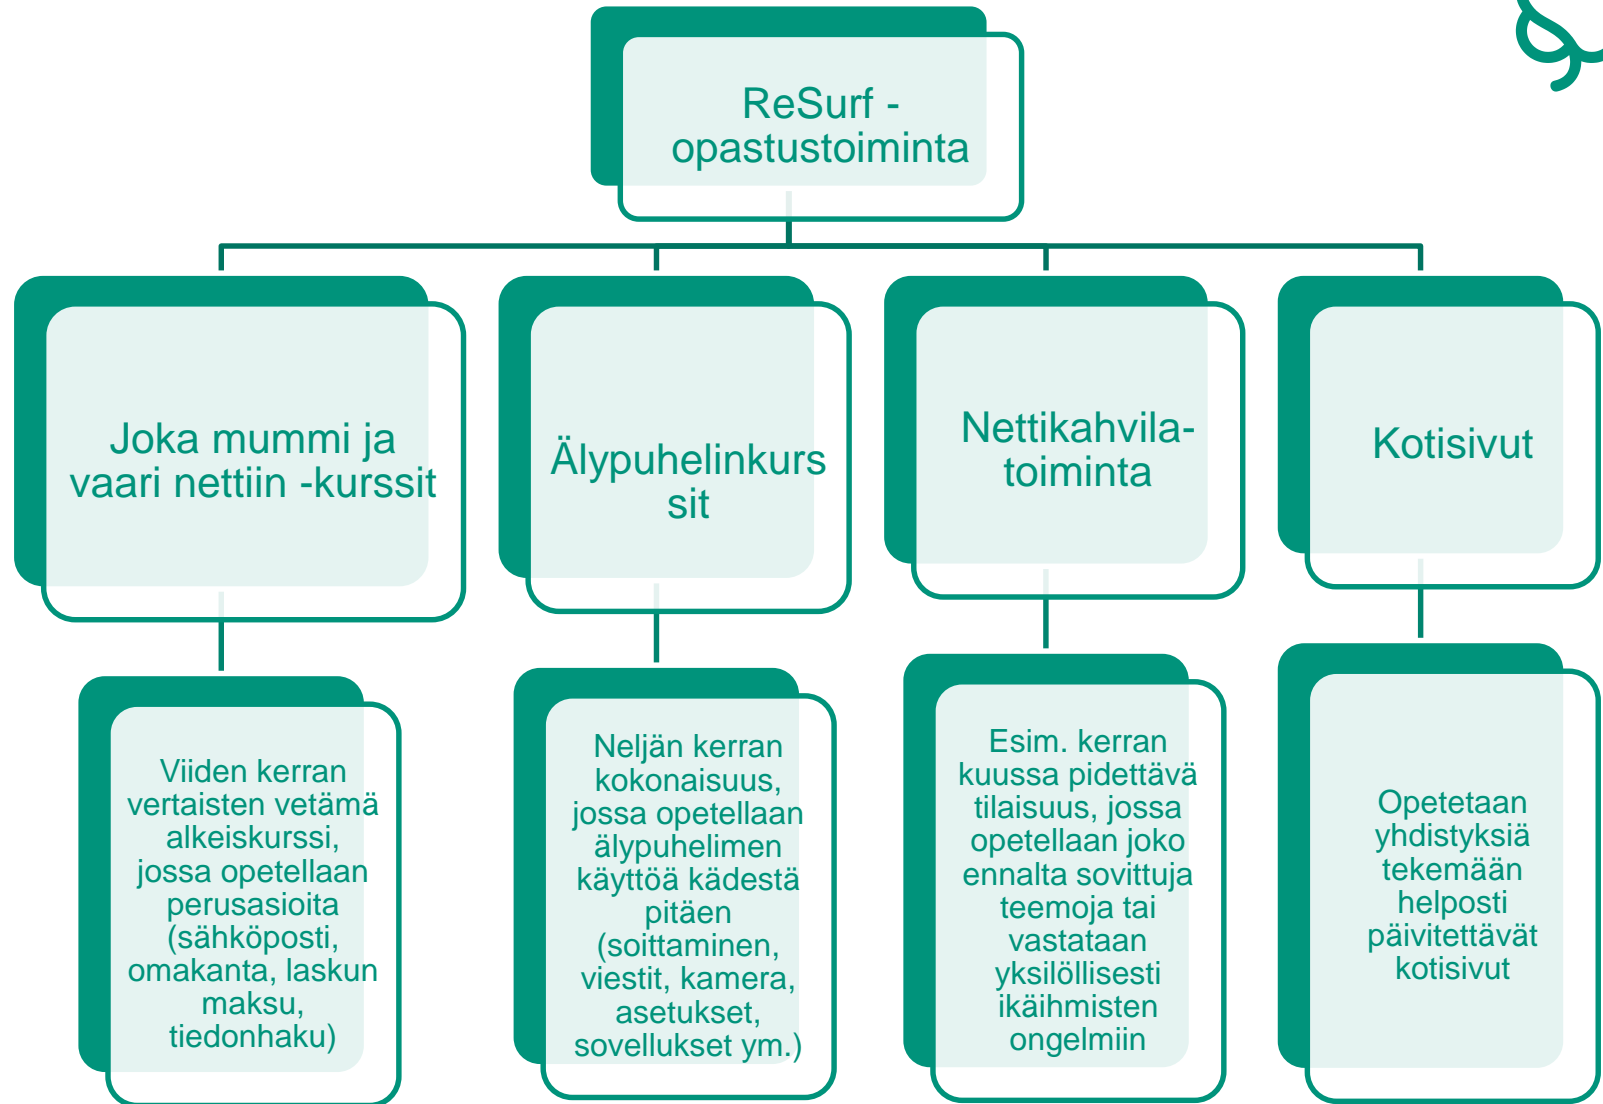 ReSurf -
opastustoiminta
Joka mummi ja
vaari nettiin -kurssit
Älypuhelinkurs
sit
Nettikahvila-
toiminta
Kotisivut
Viiden kerran
vertaisten vetämä
alkeiskurssi,
jossa opetellaan
perusasioita
(sähköposti,
omakanta, laskun
maksu,
tiedonhaku)
Neljän kerran
kokonaisuus,
jossa opetellaan
älypuhelimen
käyttöä kädestä
pitäen
(soittaminen,
viestit, kamera,
asetukset,
sovellukset ym.)
Esim. kerran
kuussa pidettävä
tilaisuus, jossa
opetellaan joko
ennalta sovittuja
teemoja tai
vastataan
yksilöllisesti
ikäihmisten
ongelmiin
Opetetaan
yhdistyksiä
tekemään
helposti
päivitettävät
kotisivut